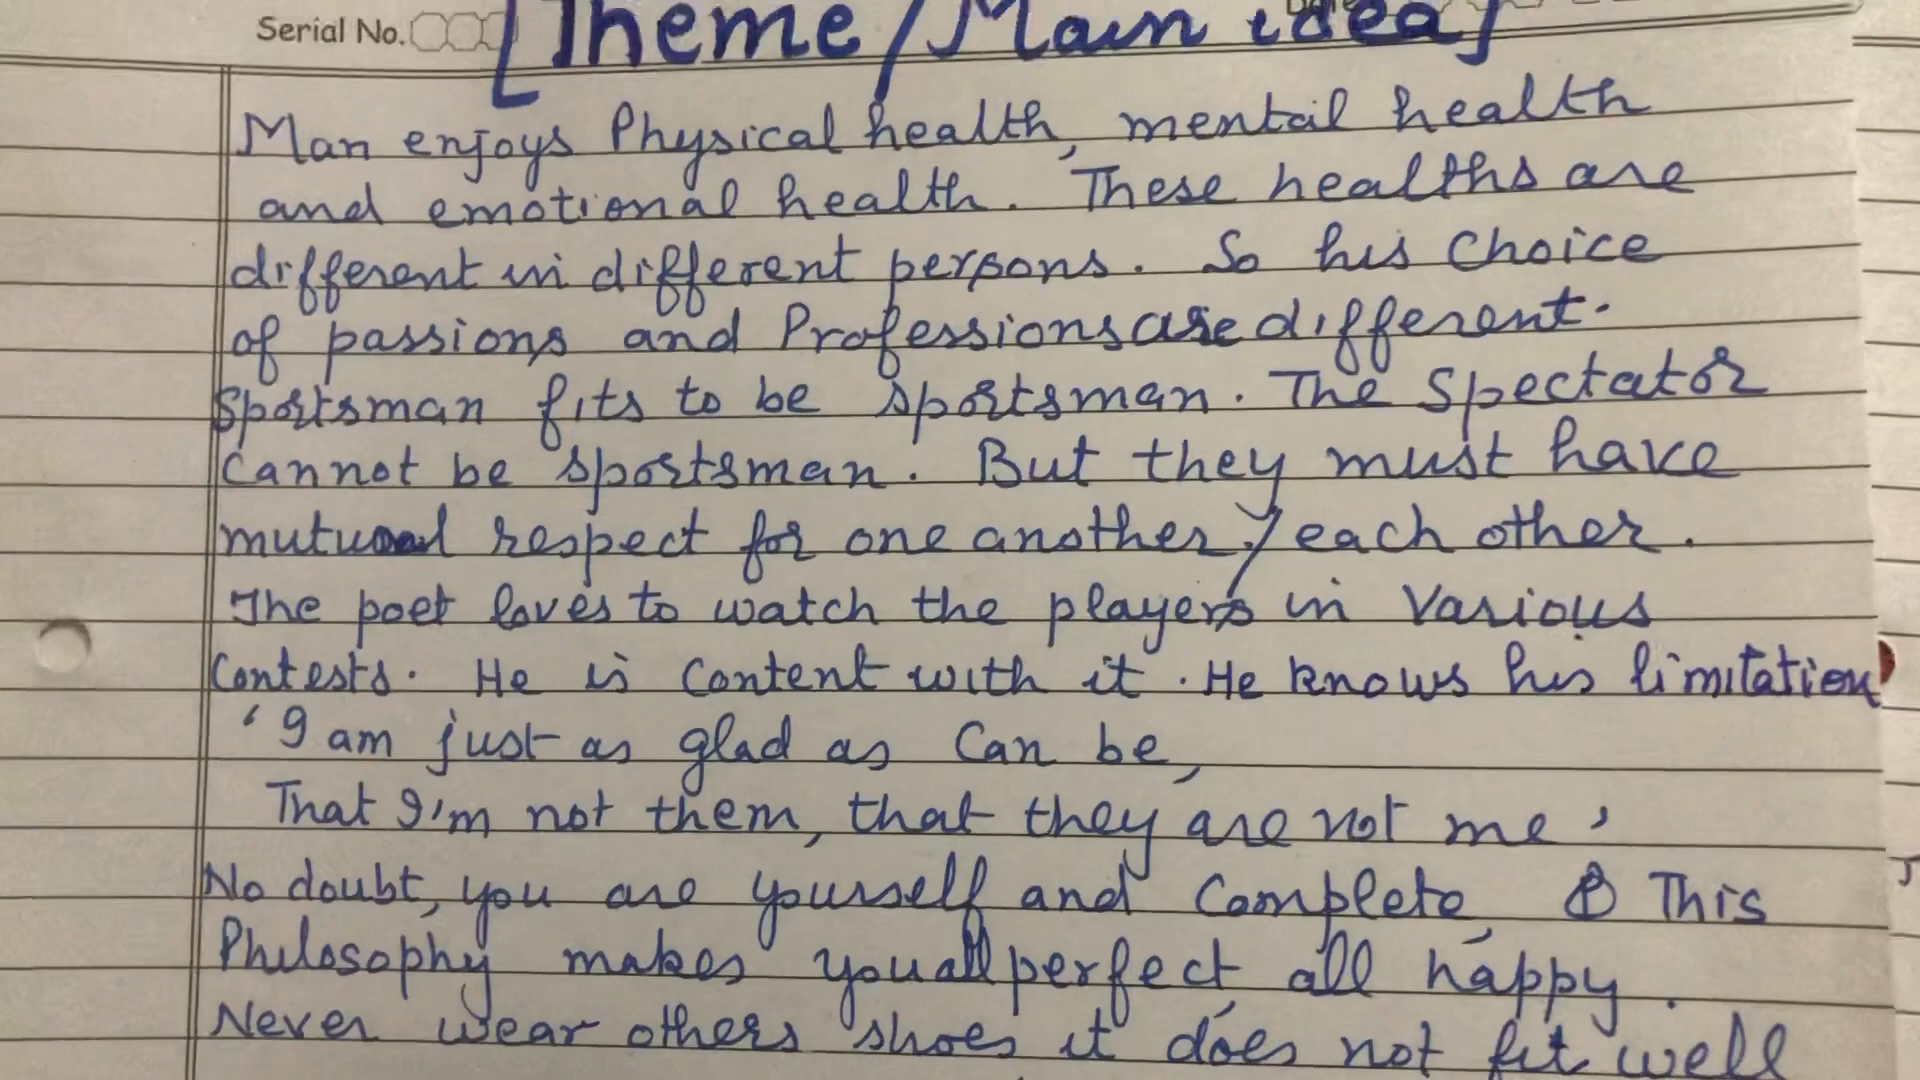 Serial No.
[Theme/Main idea]
Man enjoys Physical health, mental health
and emotional health. These healths are
different in different persons. So his Choice
of passions and Professions are different.
Sportsman fits to be sportsman. The Spectator
Cannot be sportsman. But they must have
mutual respect for one another/each other.
The poet loves to watch the players in Various
Contests. He is Content with it. He knows his limitation
'I am just as glad as Can be,
That I'm not them, that they are not me'
No doubt, you are yourself and Complete, This
Philosophy makes you all perfect all happy.
Never wear others shoes it does not fit well